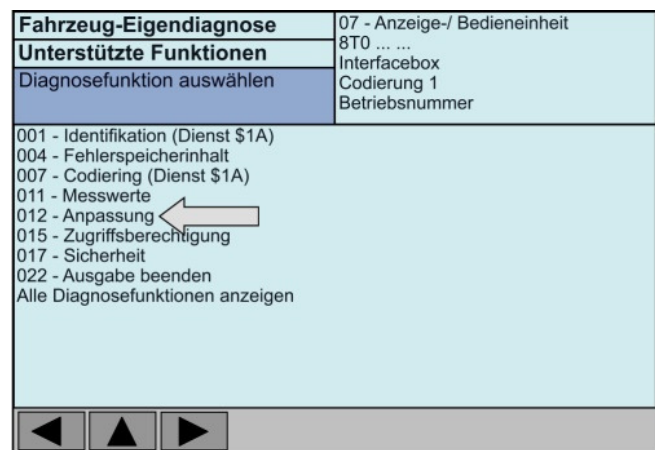 Fahrzeug-Eigendiagnose
Unterstützte Funktionen
Diagnosefunktion auswählen
07 - Anzeige-/ Bedieneinheit
8T0 ... ...
Interfacebox
Codierung 1
Betriebsnummer
001 - Identifikation (Dienst $1A)
004 - Fehlerspeicherinhalt
007 - Codiering (Dienst $1A)
011 - Messwerte
012 - Anpassung
015 - Zugriffsberechtigung
017 - Sicherheit
022 - Ausgabe beenden
Alle Diagnosefunktionen anzeigen